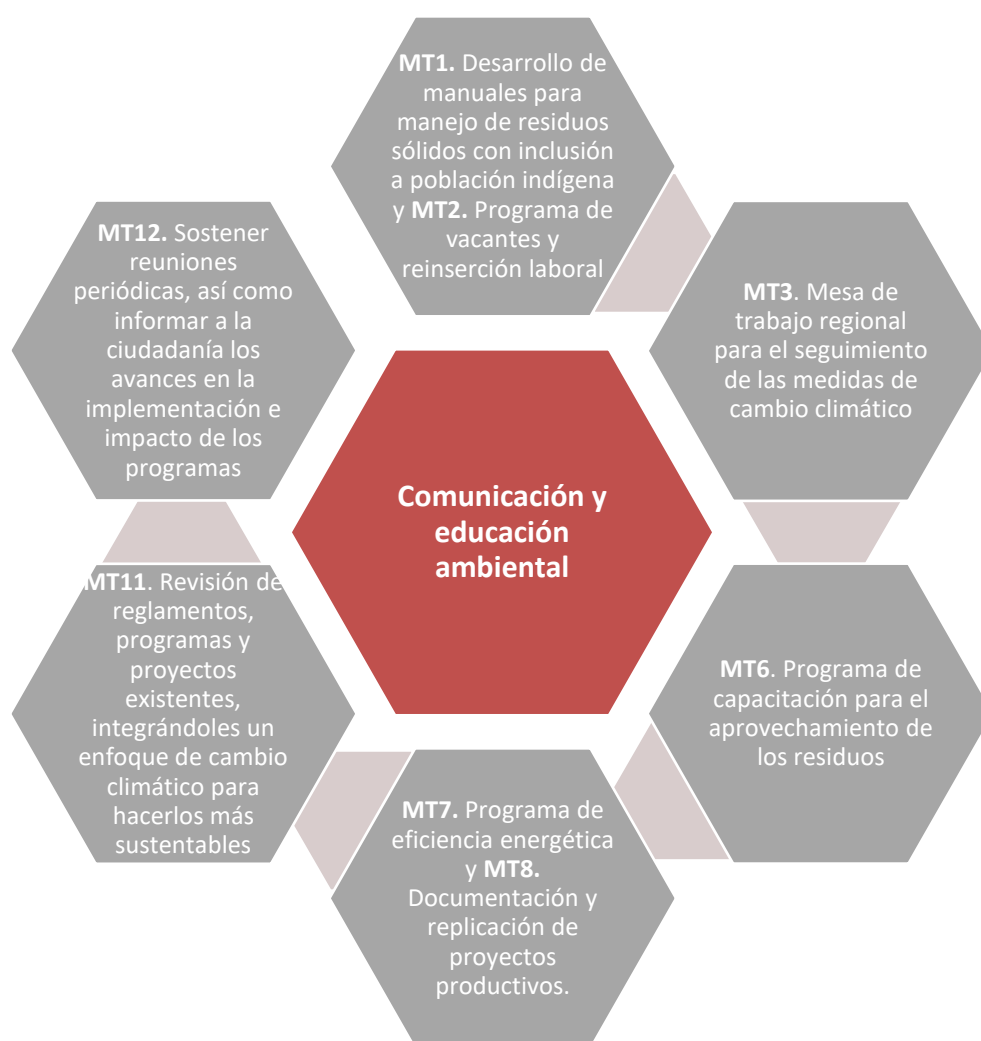 MT1. Desarrollo de
manuales para
manejo de residuos
sólidos con inclusión
a población indígena
y MT2. Programa de
vacantes y
reinserción laboral
MT3. Mesa de
trabajo regional
para el seguimiento
de las medidas de
cambio climático
MT6. Programa de
capacitación para el
aprovechamiento de
los residuos
MT7. Programa de
eficiencia energética
y MT8.
Documentación y
replicación de
proyectos
productivos.
MT11. Revisión de
reglamentos,
programas y
proyectos
existentes,
integrándoles un
enfoque de cambio
climático para
hacerlos más
sustentables
MT12. Sostener
reuniones
periódicas, así como
informar a la
ciudadanía los
avances en la
implementación e
impacto de los
programas
Comunicación y
educación
ambiental